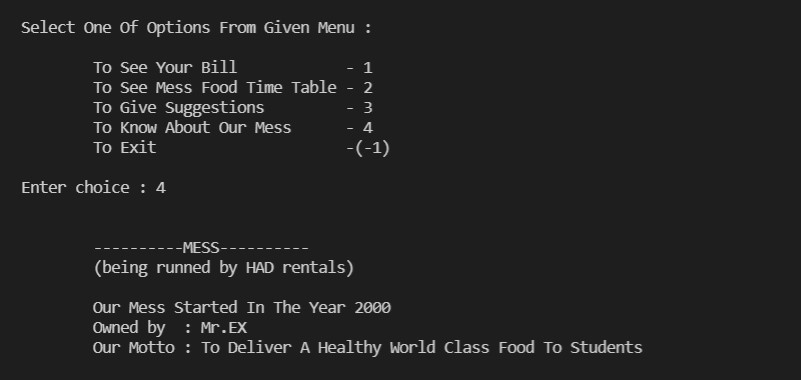 Select One Of Options From Given Menu :
To See Your Bill - 1
To See Mess Food Time Table - 2
To Give Suggestions - 3
To Know About Our Mess - 4
To Exit -(-1)
Enter choice : 4
----------MESS----------
(being runned by HAD rentals)
Our Mess Started In The Year 2000
Owned by : Mr.EX
Our Motto : To Deliver A Healthy World Class Food To Students